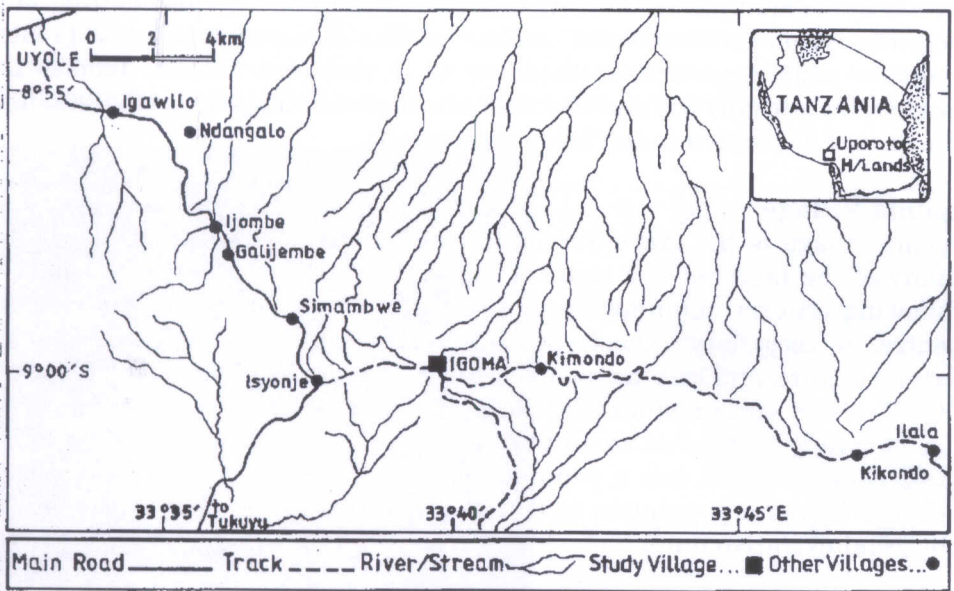 0 2 4km
UYOLE
8°55'
Igawilo
Ndangalo
TANZANIA
Uporoto
H/Lands
Ijombe
Galijembe
Simambwe
9°00'S
IGOMA
Kimondo
Isyonje
Ilala
Kikondo
to
Tukuyu
33°35'
33°40'
33°45'E
Main Road Track River/Stream Study Village... Other Villages...